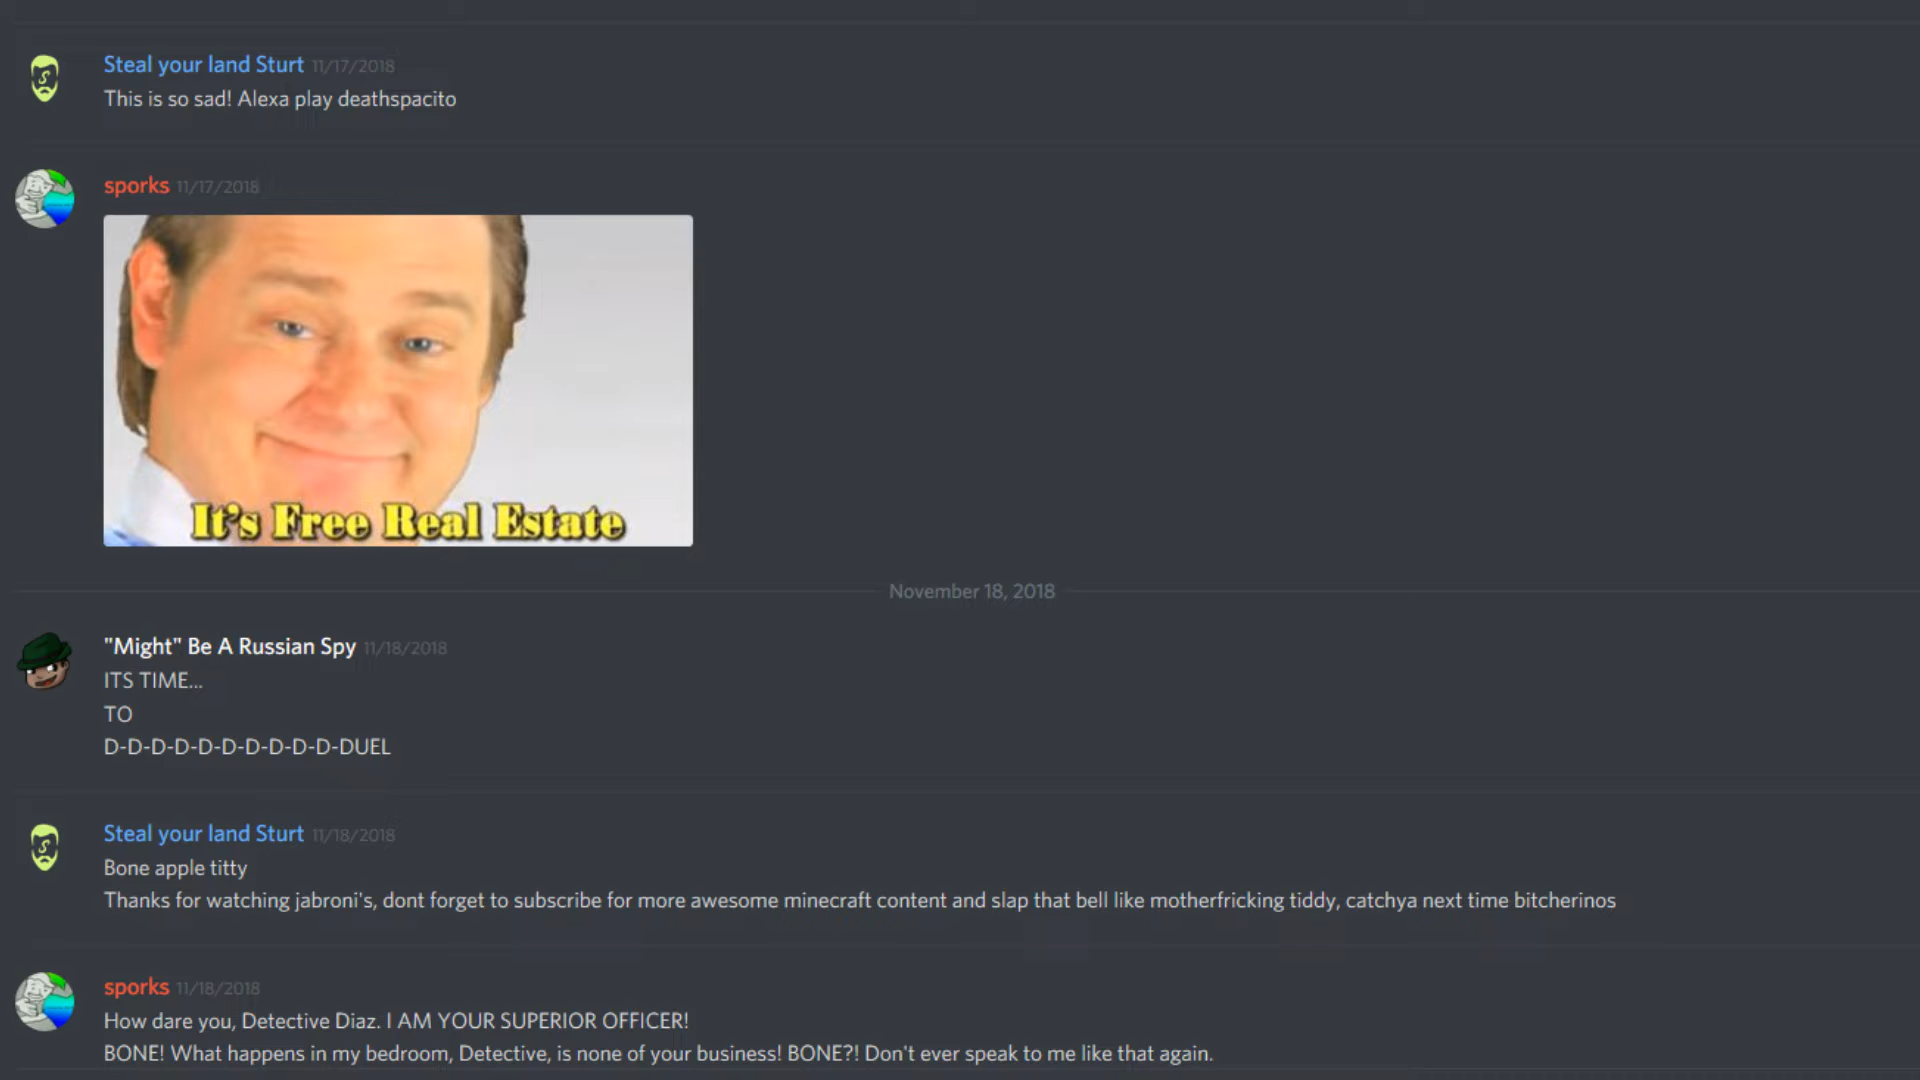 Steal your land Sturt 11/17/2018
This is so sad! Alexa play deathspacito
sporks 11/17/2018
It's Free Real Estate
November 18, 2018
"Might" Be A Russian Spy 11/18/2018
ITS TIME...
TO
D-D-D-D-D-D-D-D-D-D-DUEL
Steal your land Sturt 11/18/2018
Bone apple titty
Thanks for watching jabroni's, dont forget to subscribe for more awesome minecraft content and slap that bell like motherfricking tiddy, catchya next time bitcherinos
sporks 11/18/2018
How dare you, Detective Diaz. I AM YOUR SUPERIOR OFFICER!
BONE! What happens in my bedroom, Detective, is none of your business! BONE?! Don't ever speak to me like that again.